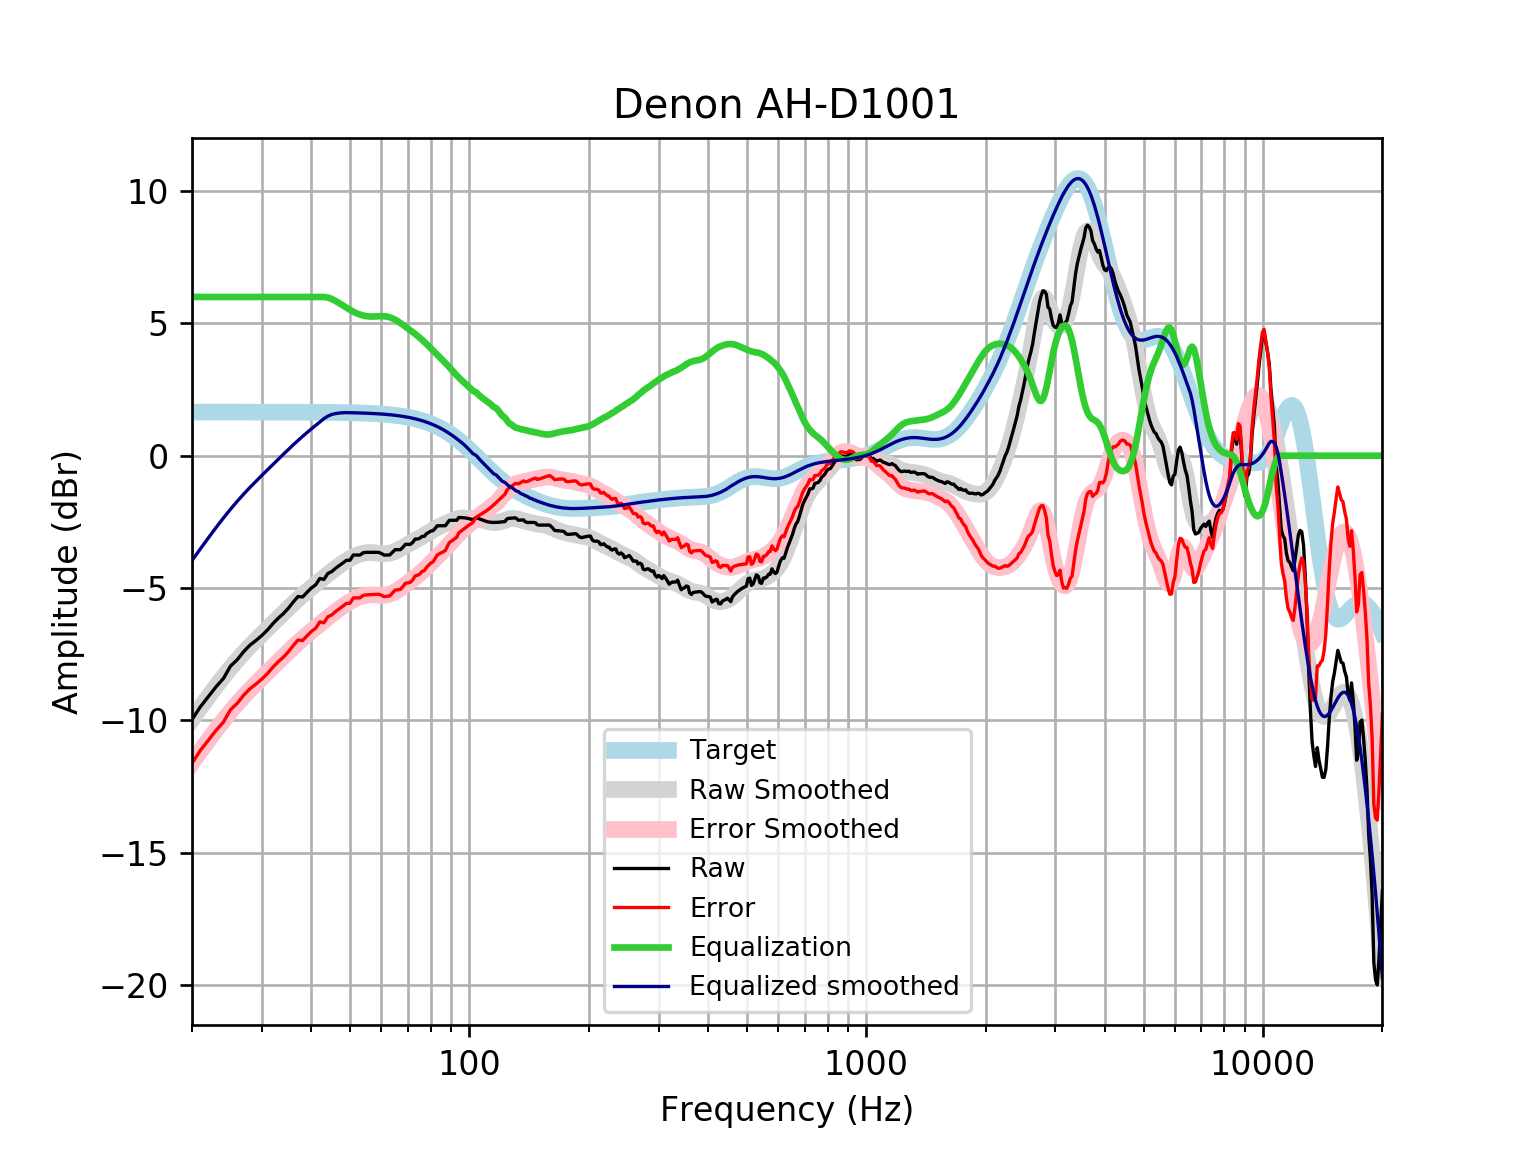 Denon AH-D1001
10
5
0
−5
−10
−15
−20
Amplitude (dBr)
Target
Raw Smoothed
Error Smoothed
Raw
Error
Equalization
Equalized smoothed
100
1000
10000
Frequency (Hz)